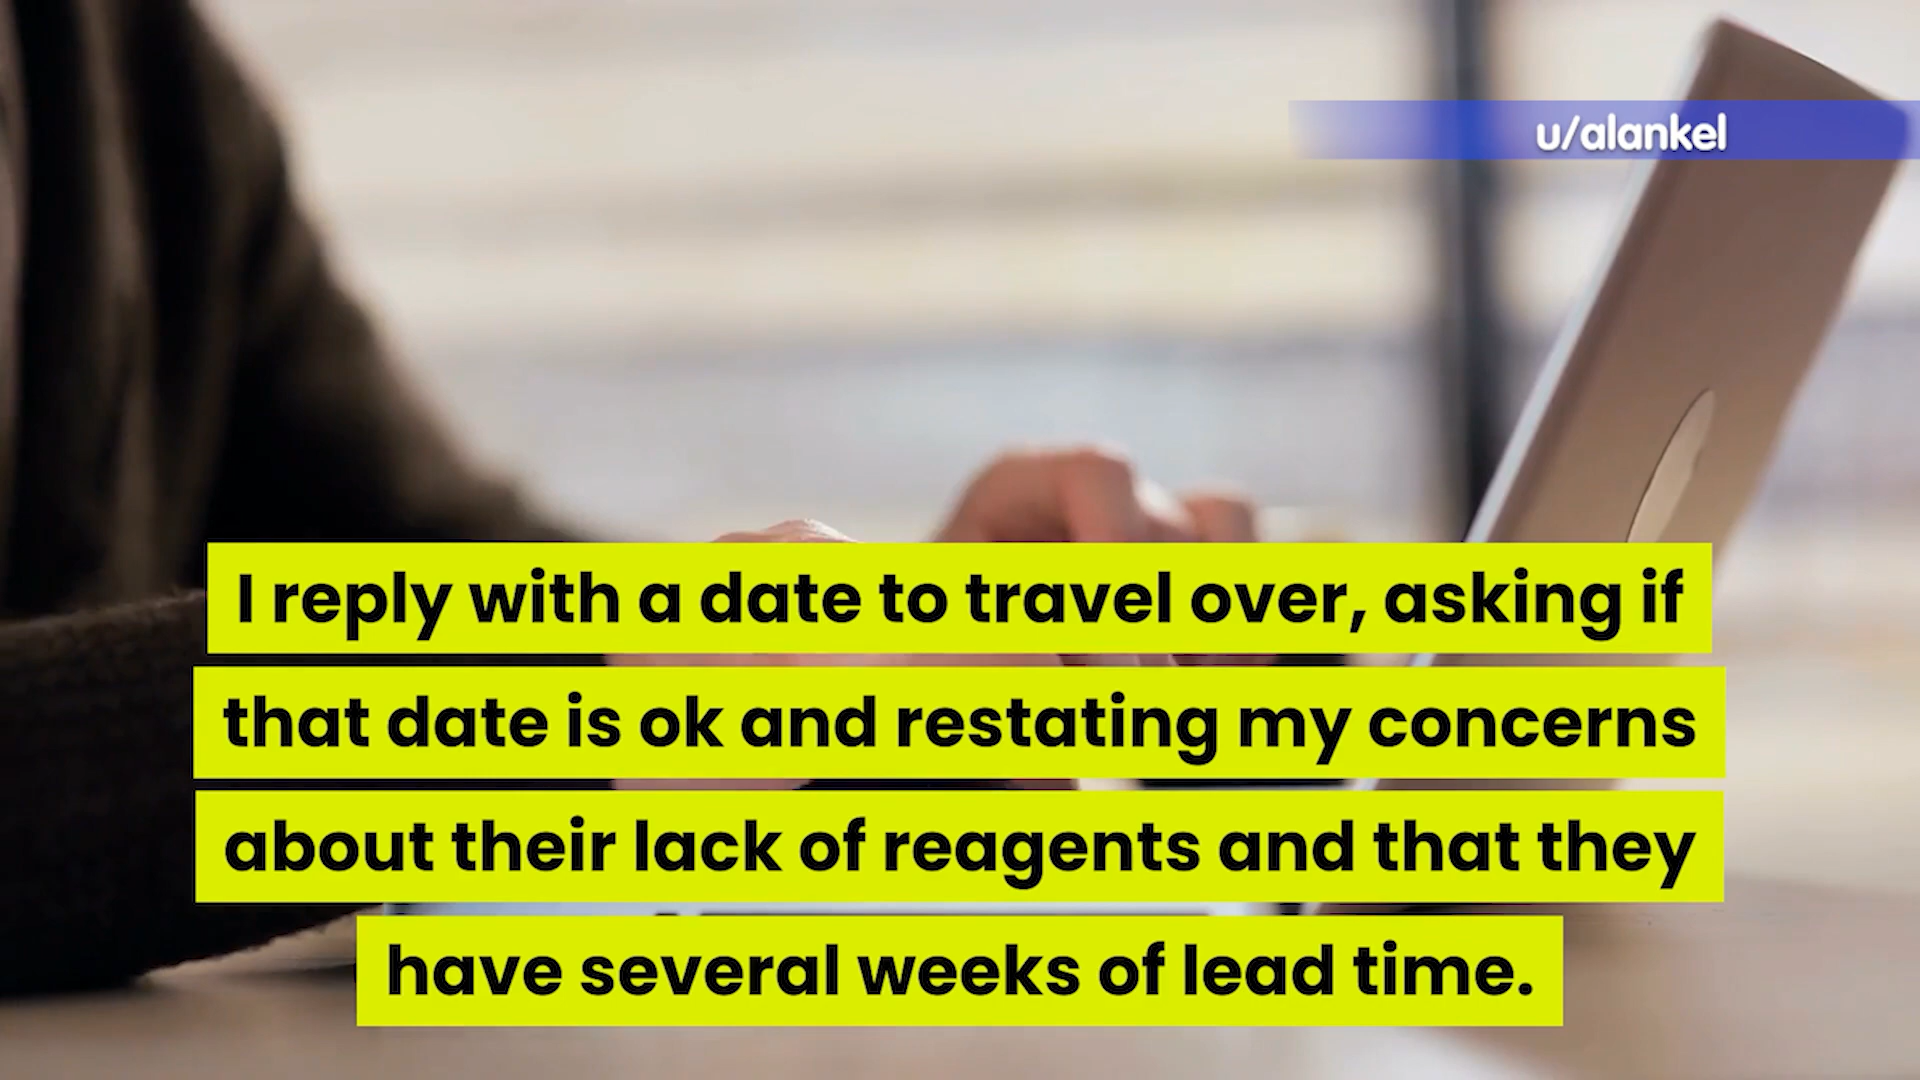 u/alankel
I reply with a date to travel over, asking if
that date is ok and restating my concerns
about their lack of reagents and that they
have several weeks of lead time.